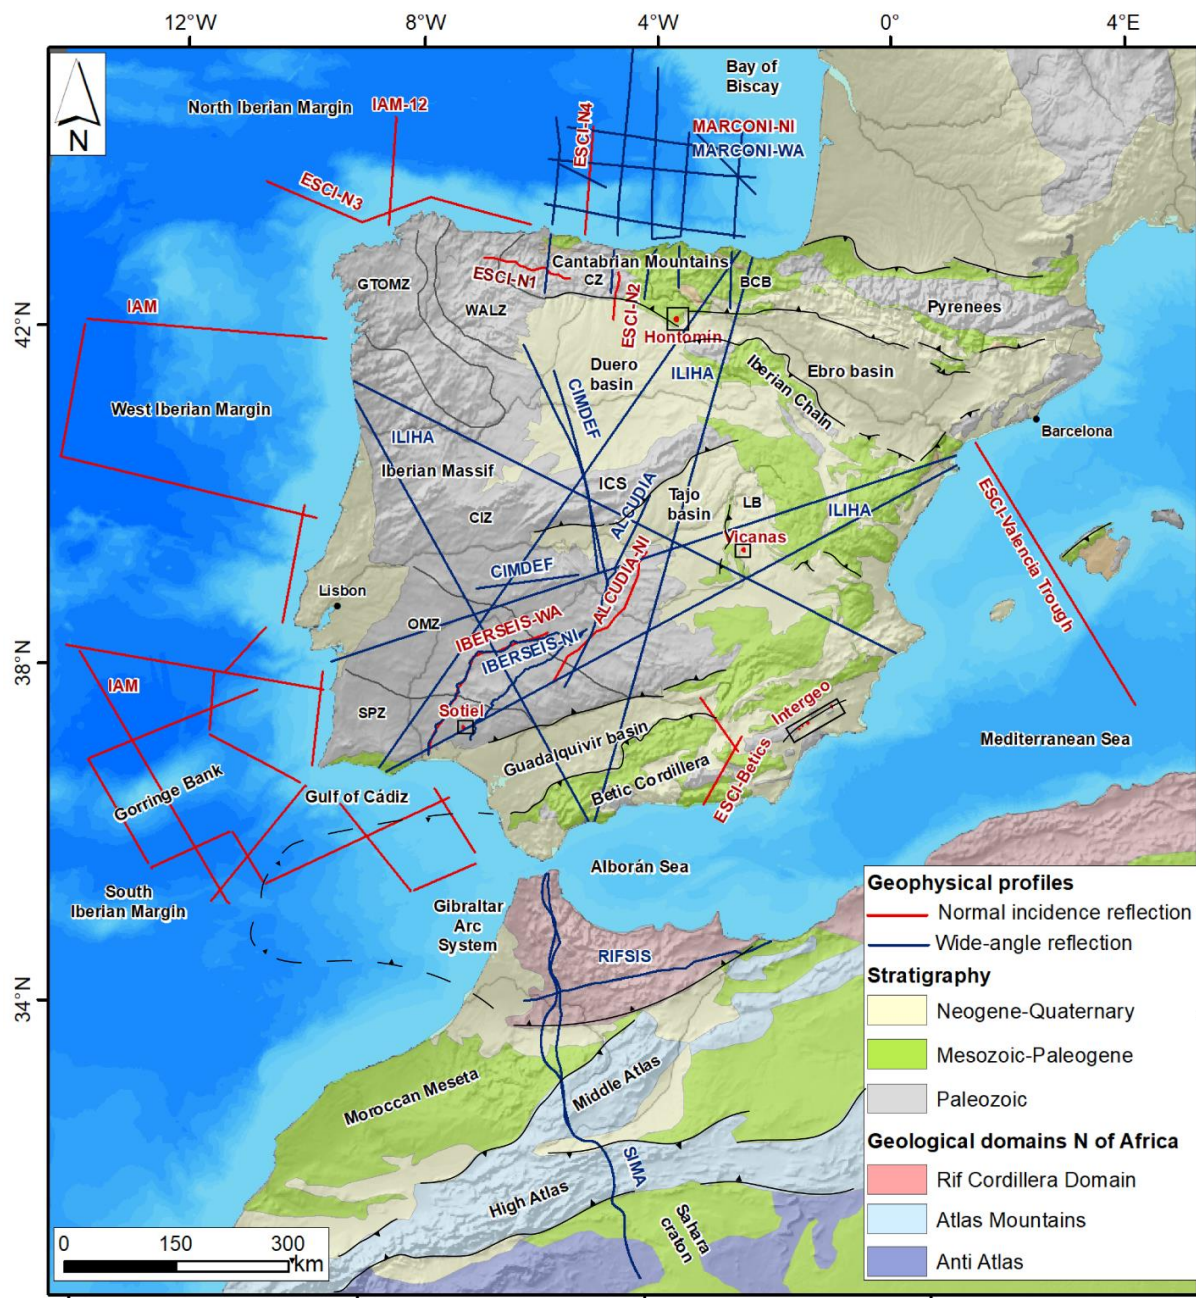 12°W
8°W
4°W
0°
4°E
N
Bay of
Biscay
North Iberian Margin
IAM-12
ESCI-N4
MARCONI-NI
MARCONI-WA
ESCI-N3
Cantabrian Mountains
ESCI-N1
CZ
BCB
GTOMZ
WALZ
ESCI-N2
Pyrenees
42°N
IAM
Hontomín
Duero
basin
ILIHA
Iberian Chain
Ebro basin
CIMDEF
West Iberian Margin
Barcelona
ILIHA
Iberian Massif
ICS
ALCUDIA
Tajo
basin
LB
ILIHA
CIZ
Vicanas
ESCI-Valencia Trough
CIMDEF
ALCUDIA-NI
Lisbon
OMZ
IBERSEIS-WA
IBERSEIS-NI
38°N
IAM
SPZ
Sotiel
Intergeo
Guadalquivir basin
Mediterranean Sea
Gorringe Bank
Gulf of Cádiz
Betic Cordillera
ESCI-Betics
Alborán Sea
South
Iberian Margin
Gibraltar
Arc
System
RIFSIS
34°N
Moroccan Meseta
Middle Atlas
SIMA
High Atlas
Sahara
craton
0
150
300
km
Geophysical profiles
Normal incidence reflection
Wide-angle reflection
Stratigraphy
Neogene-Quaternary
Mesozoic-Paleogene
Paleozoic
Geological domains N of Africa
Rif Cordillera Domain
Atlas Mountains
Anti Atlas